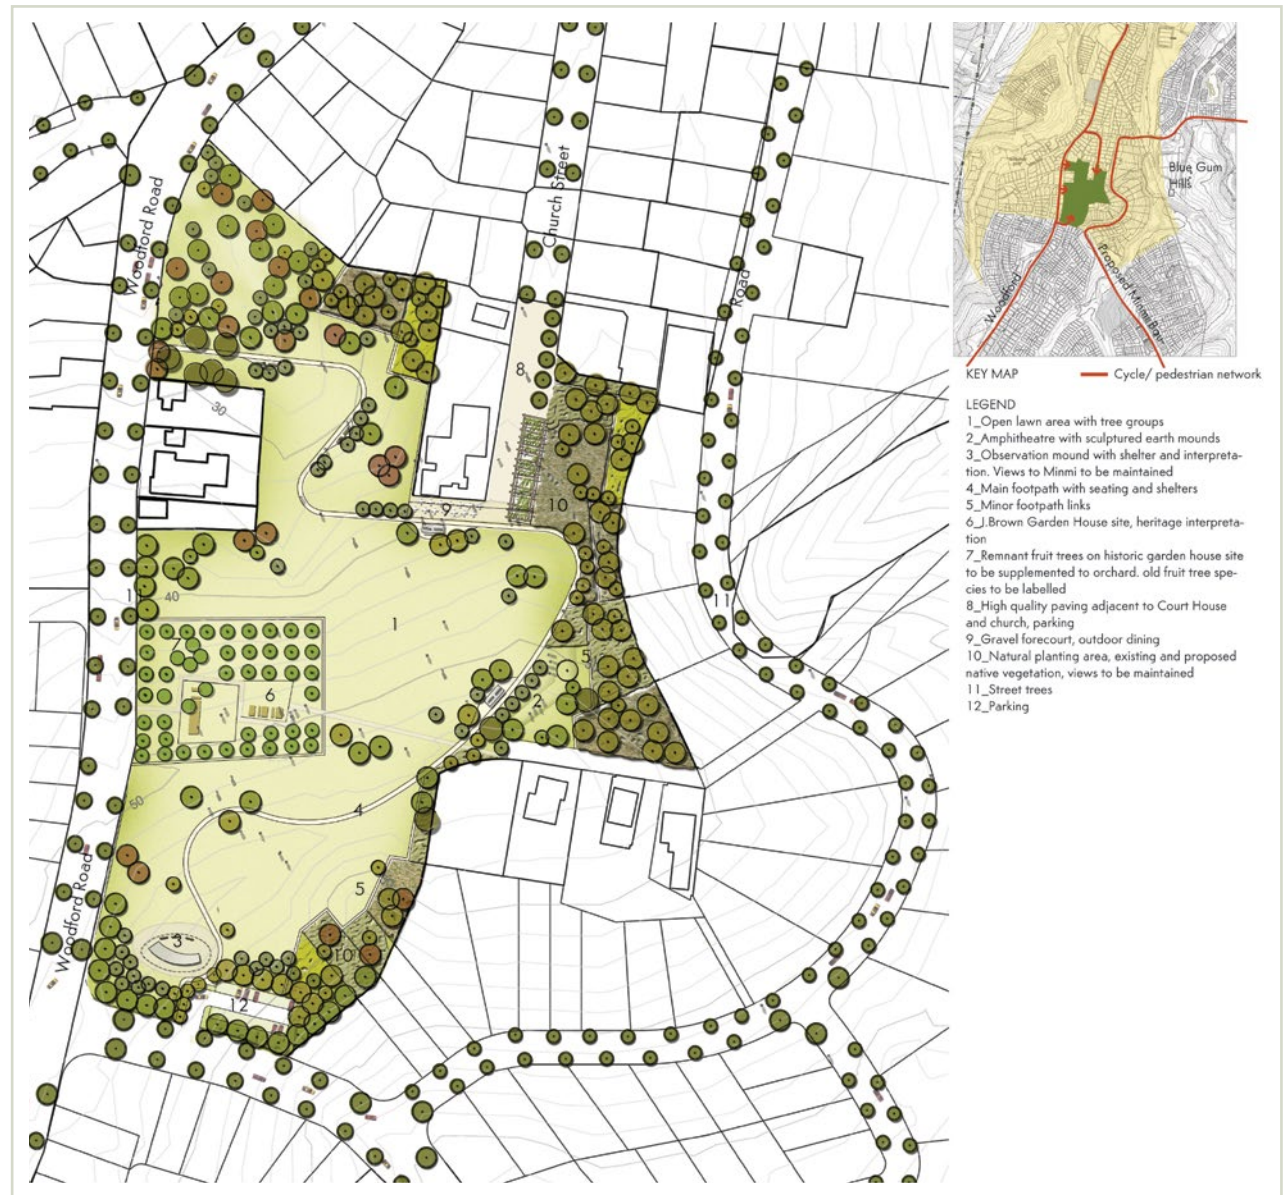 Woodford Road
Church Street
Road
8
30
9
10
40
11
11
1
7
6
5
2
50
4
5
Woodford Road
3
10
12
Blue Gum
Hills
Woodford
KEY MAP
Cycle/ pedestrian network
LEGEND
1_Open lawn area with tree groups
2_Amphitheatre with sculptured earth mounds
3_Observation mound with shelter and interpreta-
tion. Views to Minmi to be maintained
4_Main footpath with seating and shelters
5_Minor footpath links
6_J.Brown Garden House site, heritage interpreta-
tion
7_Remnant fruit trees on historic garden house site
to be supplemented to orchard. old fruit tree spe-
cies to be labelled
8_High quality paving adjacent to Court House
and church, parking
9_Gravel forecourt, outdoor dining
10_Natural planting area, existing and proposed
native vegetation, views to be maintained
11_Street trees
12_Parking